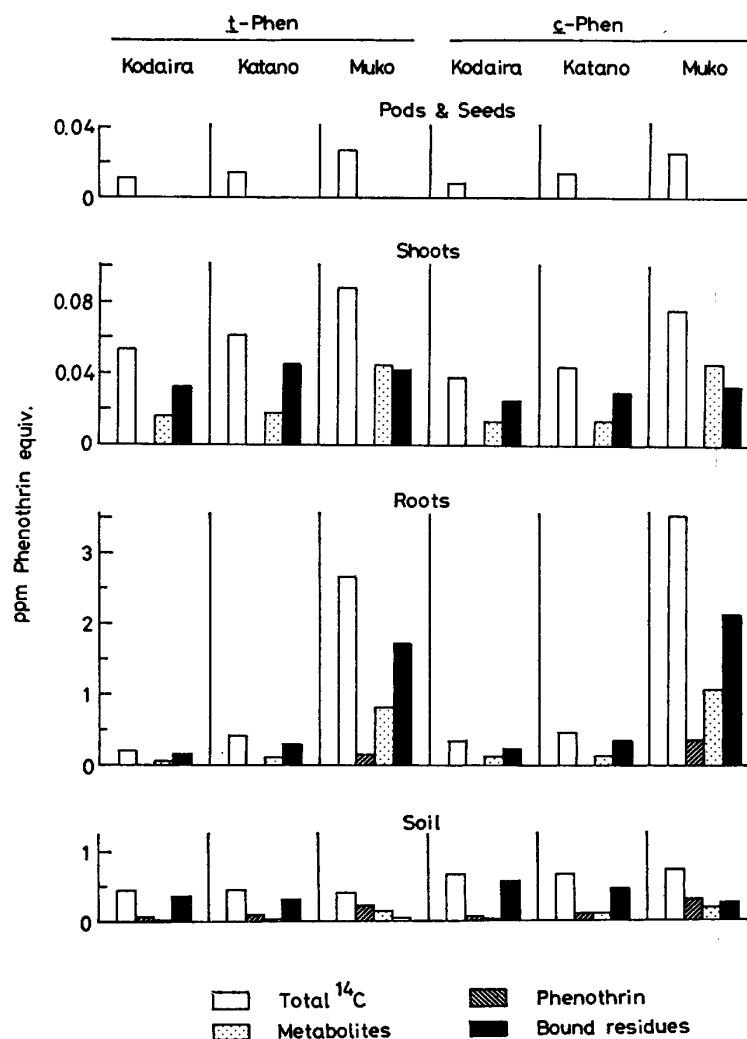 t-Phen c-Phen
Kodaira Katano Muko Kodaira Katano Muko
Pods & Seeds
0.04
0
Shoots
0.08
0.04
0
Roots
3
2
1
0
Soil
1
0
ppm Phenothrin equiv.
Total 14C Phenothrin
Metabolites Bound residues